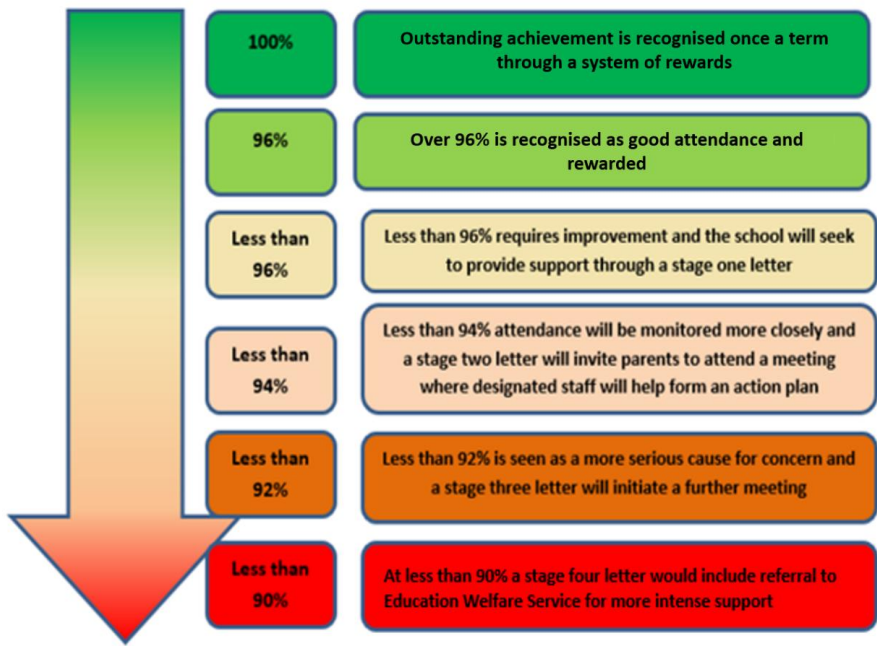 100%
Outstanding achievement is recognised once a term
through a system of rewards
96%
Over 96% is recognised as good attendance and
rewarded
Less than
96%
Less than 96% requires improvement and the school will seek
to provide support through a stage one letter
Less than
94%
Less than 94% attendance will be monitored more closely and
a stage two letter will invite parents to attend a meeting
where designated staff will help form an action plan
Less than
92%
Less than 92% is seen as a more serious cause for concern and
a stage three letter will initiate a further meeting
Less than
90%
At less than 90% a stage four letter would include referral to
Education Welfare Service for more intense support